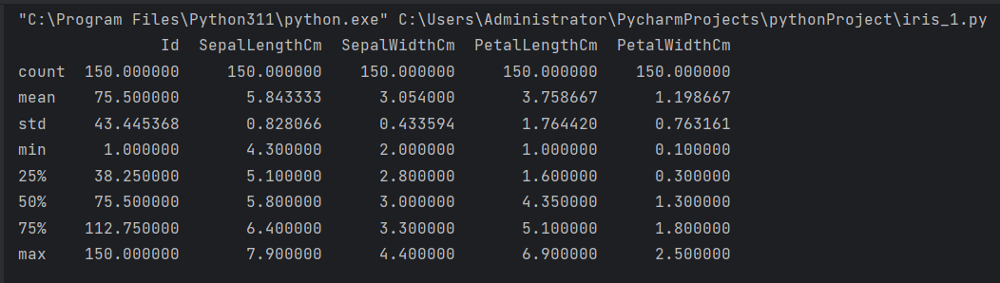 "C:\Program Files\Python311\python.exe" C:\Users\Administrator\PycharmProjects\pythonProject\iris_1.py
Id SepalLengthCm SepalWidthCm PetalLengthCm PetalWidthCm
count 150.000000 150.000000 150.000000 150.000000 150.000000
mean 75.500000 5.843333 3.054000 3.758667 1.198667
std 43.445368 0.828066 0.433594 1.764420 0.763161
min 1.000000 4.300000 2.000000 1.000000 0.100000
25% 38.250000 5.100000 2.800000 1.600000 0.300000
50% 75.500000 5.800000 3.000000 4.350000 1.300000
75% 112.750000 6.400000 3.300000 5.100000 1.800000
max 150.000000 7.900000 4.400000 6.900000 2.500000